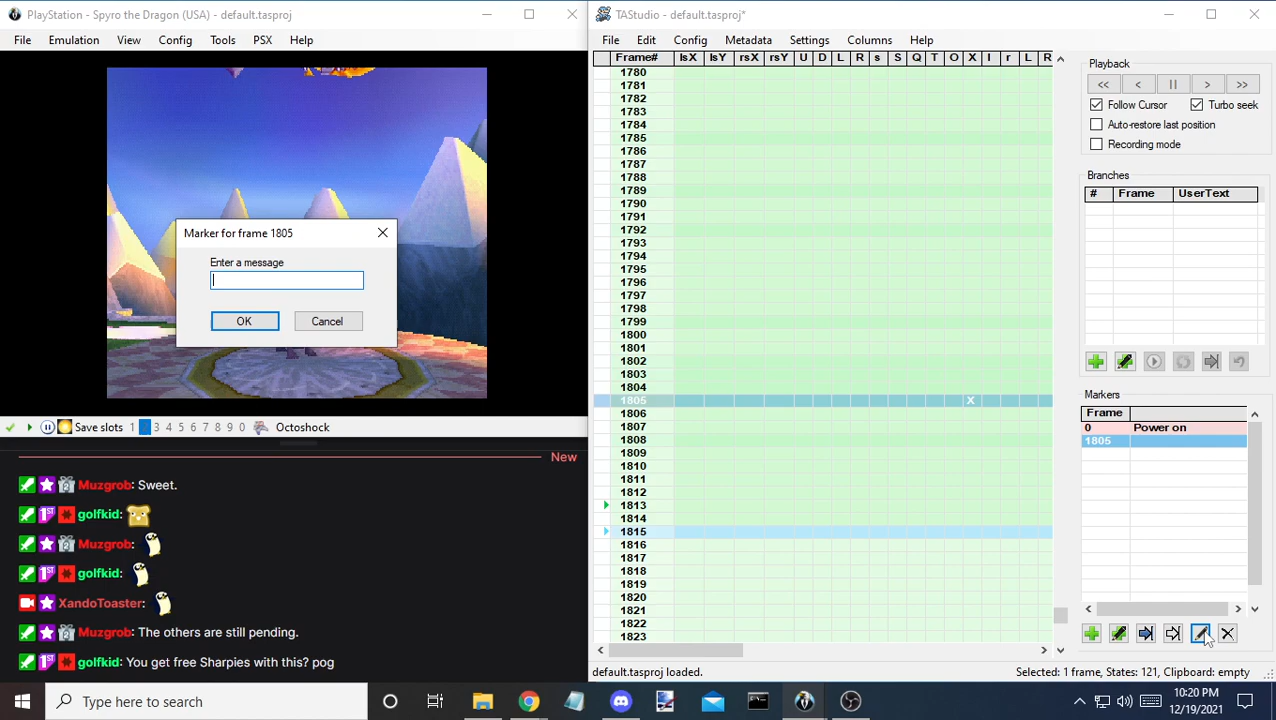 PlayStation - Spyro the Dragon (USA) - default.tasproj
File Emulation View Config Tools PSX Help
Marker for frame 1805
Enter a message
OK Cancel
Save slots 1 2 3 4 5 6 7 8 9 0 Octoshock
New
Muzgrob: Sweet.
golfkid:
Muzgrob:
golfkid:
XandoToaster:
Muzgrob: The others are still pending.
golfkid: You get free Sharpies with this? pog
TAStudio - default.tasproj*
File Edit Config Metadata Settings Columns Help
Frame# lsX lsY rsX rsY U D L R s S Q T O X l r L R
1780
1781
1782
1783
1784
1785
1786
1787
1788
1789
1790
1791
1792
1793
1794
1795
1796
1797
1798
1799
1800
1801
1802
1803
1804
1805 X
1806
1807
1808
1809
1810
1811
1812
1813
1814
1815
1816
1817
1818
1819
1820
1821
1822
1823
Playback
<< < || > >>
Follow Cursor Turbo seek
Auto-restore last position
Recording mode
Branches
# Frame UserText
Markers
Frame
0 Power on
1805
default.tasproj loaded. Selected: 1 frame, States: 121, Clipboard: empty
Type here to search
10:20 PM
12/19/2021